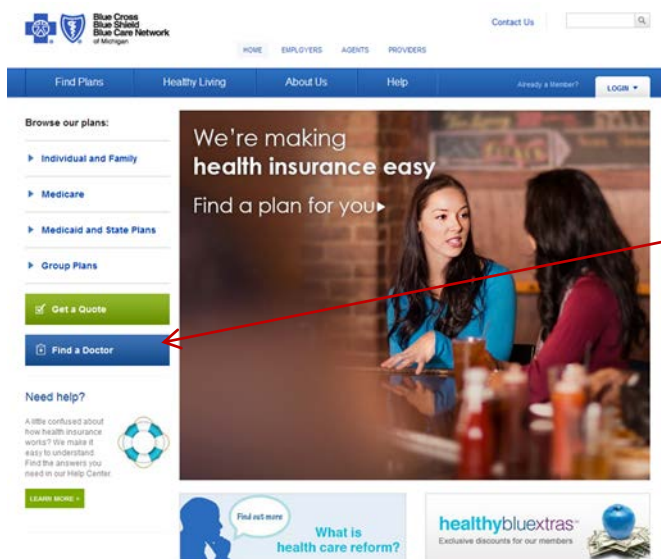 Blue Cross
Blue Shield
Blue Care Network
of Michigan
Contact Us
HOME EMPLOYERS AGENTS PROVIDERS
Find Plans Healthy Living About Us Help Already a Member? LOGIN
Browse our plans:
Individual and Family
Medicare
Medicaid and State Plans
Group Plans
Get a Quote
Find a Doctor
Need help?
A little confused about
how health insurance
works? We make it
easy to understand.
Find the answers you
need in our Help Center.
LEARN MORE »
We're making
health insurance easy
Find a plan for you
Find out more
What is
health care reform?
healthybluextras℠
Exclusive discounts for our members